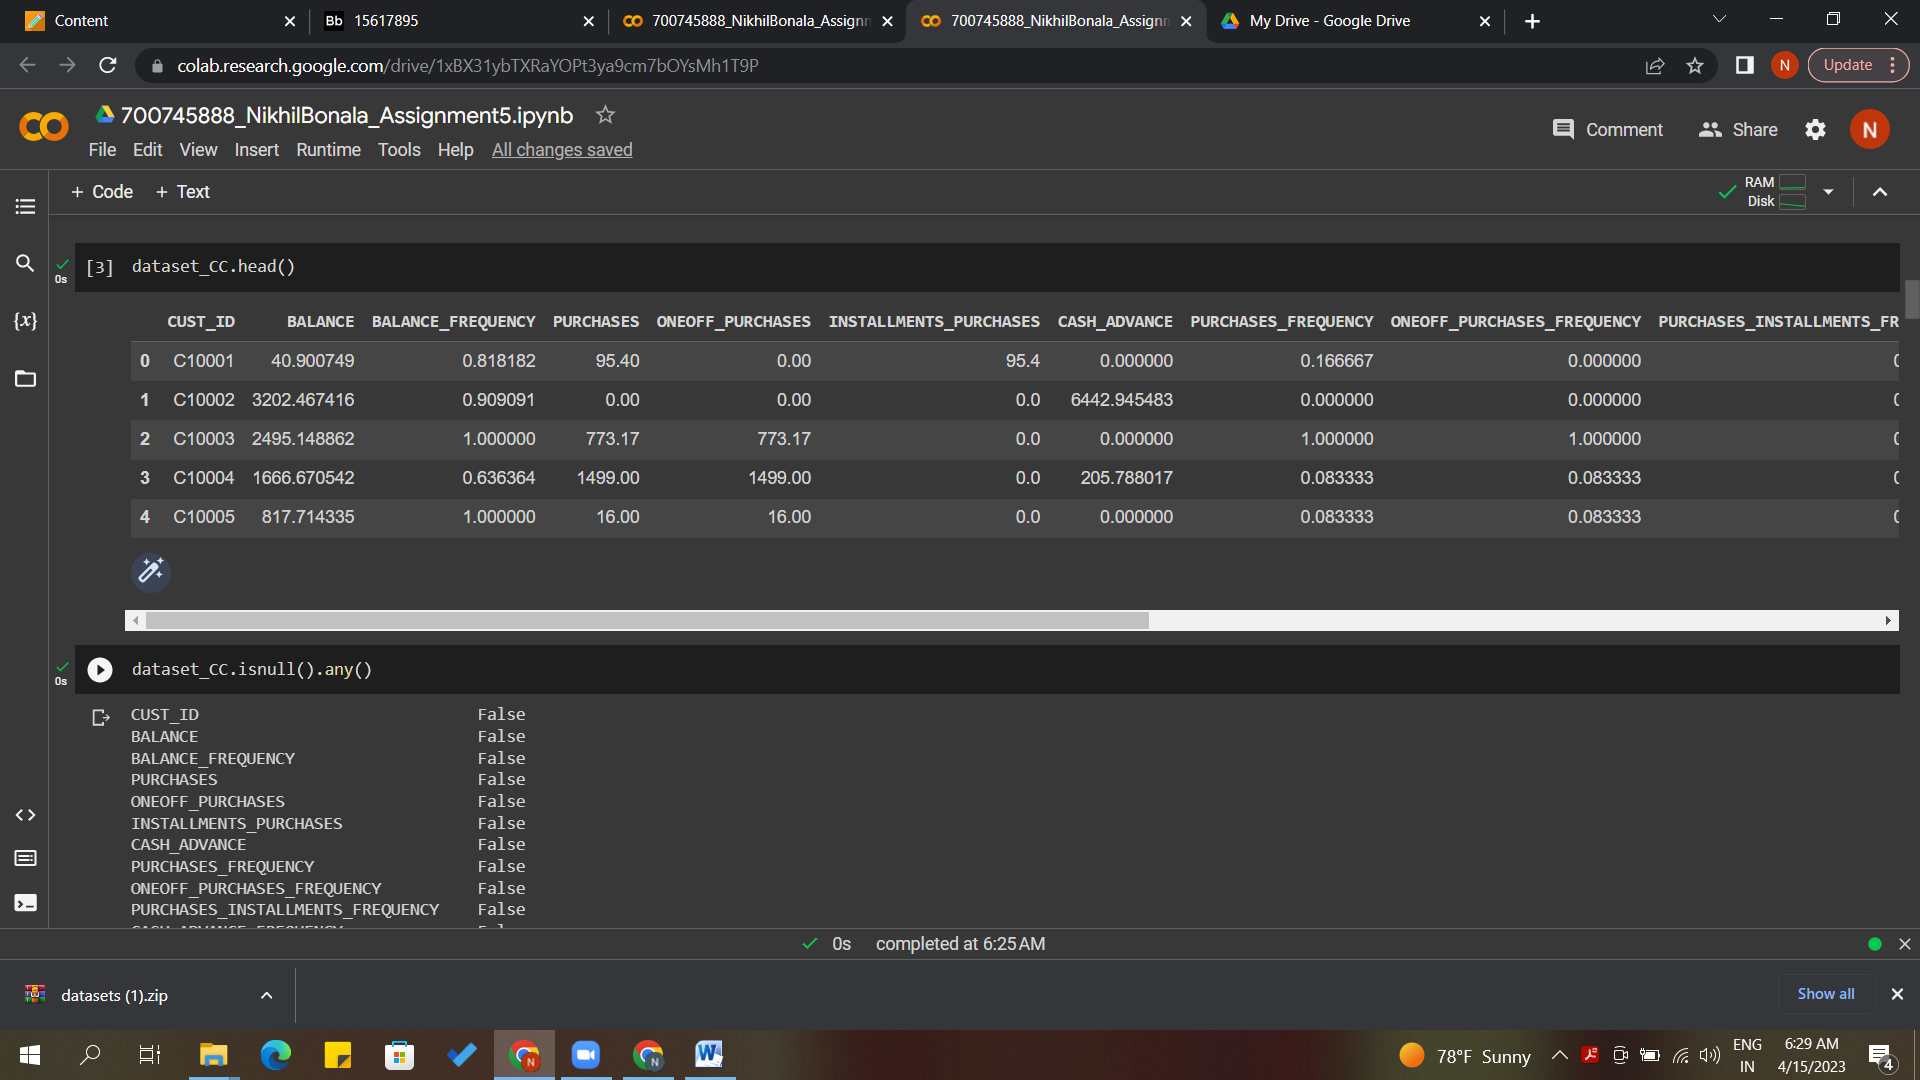 Content
Bb 15617895
700745888_NikhilBonala_Assignm
700745888_NikhilBonala_Assignm
My Drive - Google Drive
colab.research.google.com/drive/1xBX31ybTXRaYOPt3ya9cm7bOYsMh1T9P
N
Update
700745888_NikhilBonala_Assignment5.ipynb
Comment
Share
N
File Edit View Insert Runtime Tools Help All changes saved
+ Code + Text
RAM
Disk
[3] dataset_CC.head()
0s
{x}
CUST_ID BALANCE BALANCE_FREQUENCY PURCHASES ONEOFF_PURCHASES INSTALLMENTS_PURCHASES CASH_ADVANCE PURCHASES_FREQUENCY ONEOFF_PURCHASES_FREQUENCY PURCHASES_INSTALLMENTS_FR
0 C10001 40.900749 0.818182 95.40 0.00 95.4 0.000000 0.166667 0.000000
1 C10002 3202.467416 0.909091 0.00 0.00 0.0 6442.945483 0.000000 0.000000
2 C10003 2495.148862 1.000000 773.17 773.17 0.0 0.000000 1.000000 1.000000
3 C10004 1666.670542 0.636364 1499.00 1499.00 0.0 205.788017 0.083333 0.083333
4 C10005 817.714335 1.000000 16.00 16.00 0.0 0.000000 0.083333 0.083333
dataset_CC.isnull().any()
0s
CUST_ID False
BALANCE False
BALANCE_FREQUENCY False
PURCHASES False
ONEOFF_PURCHASES False
INSTALLMENTS_PURCHASES False
CASH_ADVANCE False
PURCHASES_FREQUENCY False
ONEOFF_PURCHASES_FREQUENCY False
PURCHASES_INSTALLMENTS_FREQUENCY False
0s completed at 6:25 AM
datasets (1).zip
Show all
78°F Sunny
ENG
IN
6:29 AM
4/15/2023
4